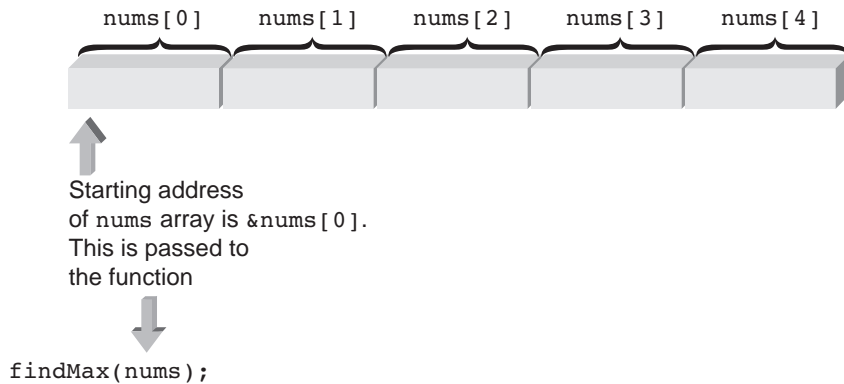 nums[0] nums[1] nums[2] nums[3] nums[4]
Starting address
of nums array is &nums[0].
This is passed to
the function
findMax(nums);